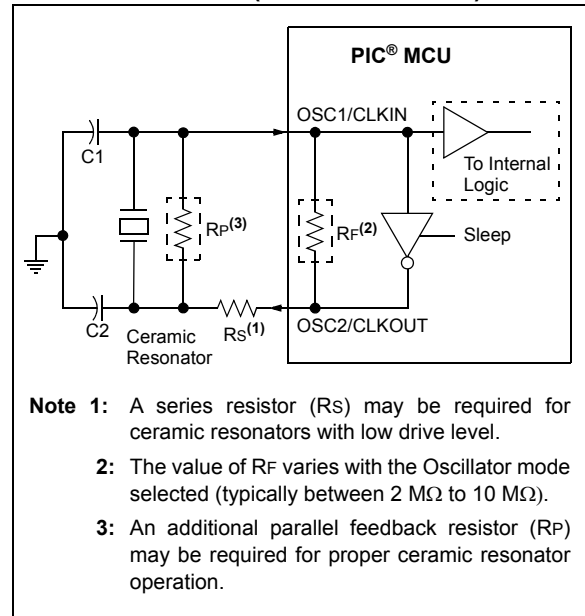 PIC® MCU
OSC1/CLKIN
C1
To Internal
Logic
RP(3)
RF(2)
Sleep
C2
Ceramic
Resonator
RS(1)
OSC2/CLKOUT
Note 1: A series resistor (RS) may be required for
ceramic resonators with low drive level.
2: The value of RF varies with the Oscillator mode
selected (typically between 2 MΩ to 10 MΩ).
3: An additional parallel feedback resistor (RP)
may be required for proper ceramic resonator
operation.